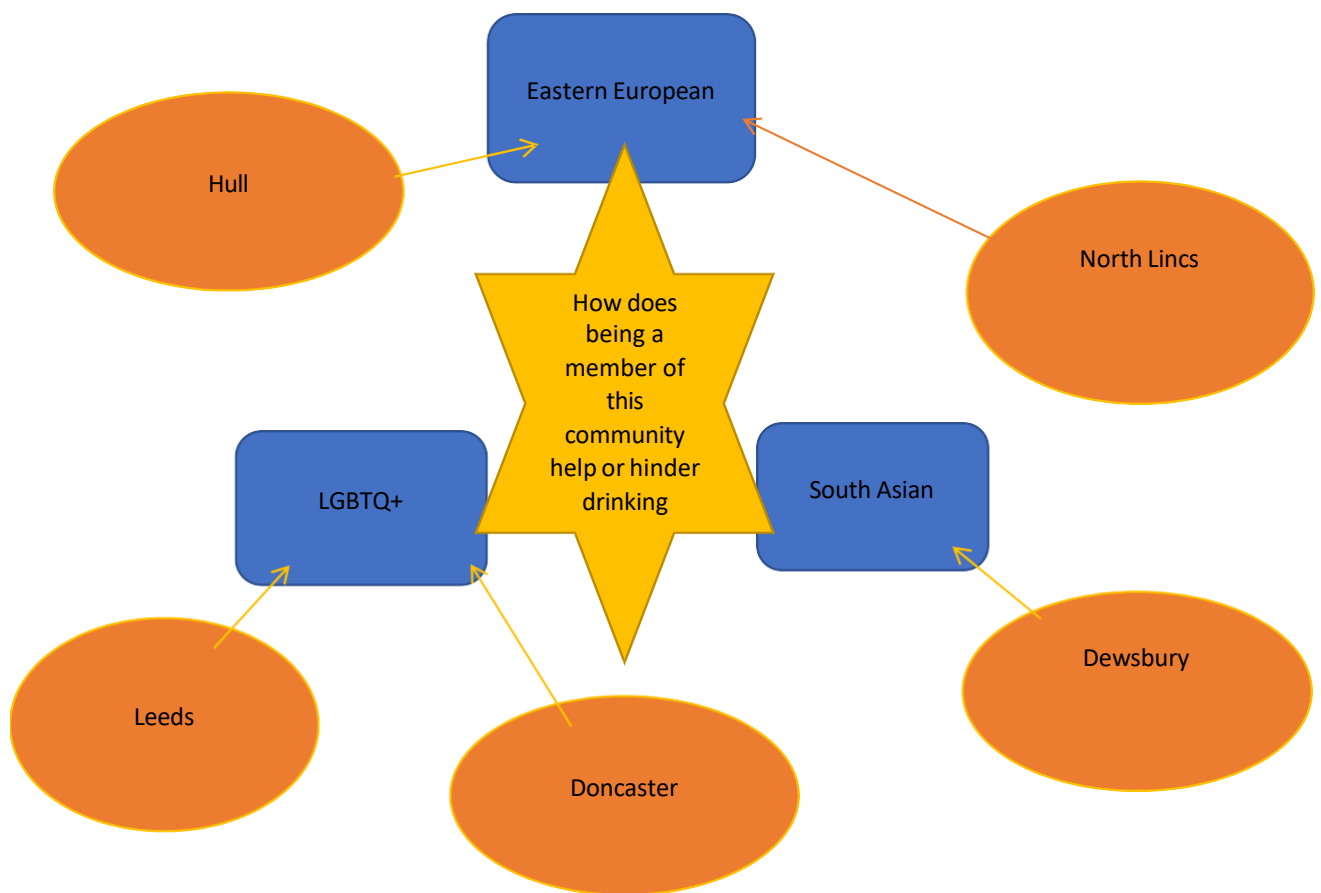 Eastern European
Hull
North Lincs
How does
being a
member of
this
community
help or hinder
drinking
LGBTQ+
South Asian
Leeds
Doncaster
Dewsbury